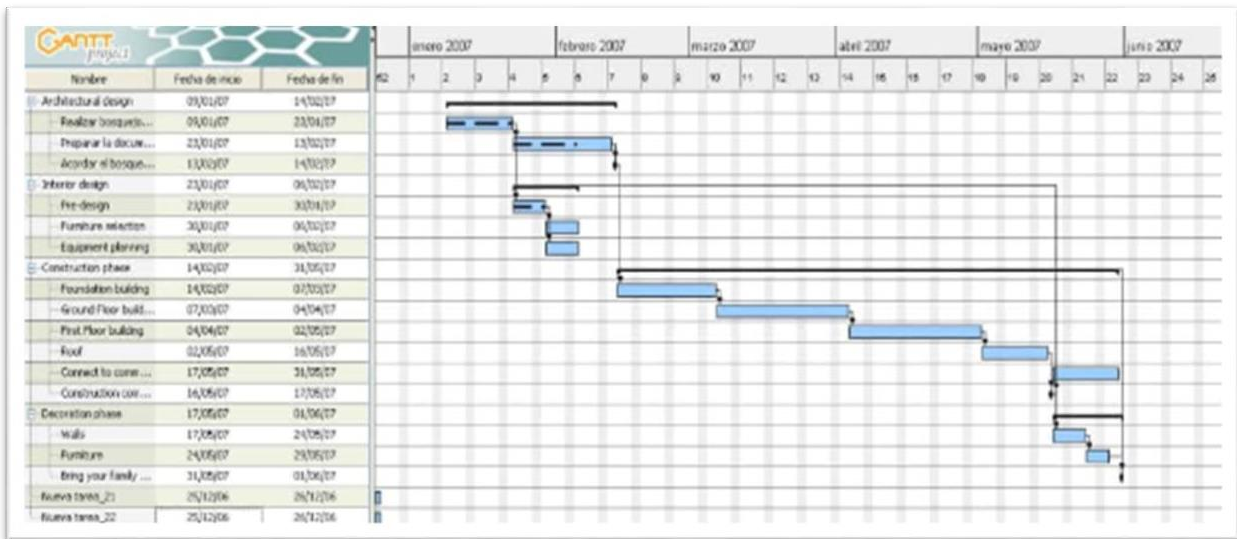 GANTT
project
enero 2007 febrero 2007 marzo 2007 abril 2007 mayo 2007 junio 2007
Nombre Fecha de inicio Fecha de fin
52 1 2 3 4 5 6 7 8 9 10 11 12 13 14 15 16 17 18 19 20 21 22 23 24 25
Architectural design 09/01/07 14/02/07
Realizar bosquejo... 09/01/07 23/01/07
Preparar la docum... 23/01/07 13/02/07
Acordar el bosque... 13/02/07 14/02/07
Interior design 23/01/07 06/02/07
Pre-design 23/01/07 30/01/07
Furniture selection 30/01/07 06/02/07
Equipment planning 30/01/07 06/02/07
Construction phase 14/02/07 31/05/07
Foundation building 14/02/07 07/03/07
Ground Floor build... 07/03/07 04/04/07
First Floor building 04/04/07 02/05/07
Roof 02/05/07 16/05/07
Connect to comm ... 17/05/07 31/05/07
Construction com... 16/05/07 17/05/07
Decoration phase 17/05/07 01/06/07
Walls 17/05/07 24/05/07
Furniture 24/05/07 29/05/07
Bring your family ... 31/05/07 01/06/07
Nueva tarea_21 25/12/06 26/12/06
Nueva tarea_22 25/12/06 26/12/06